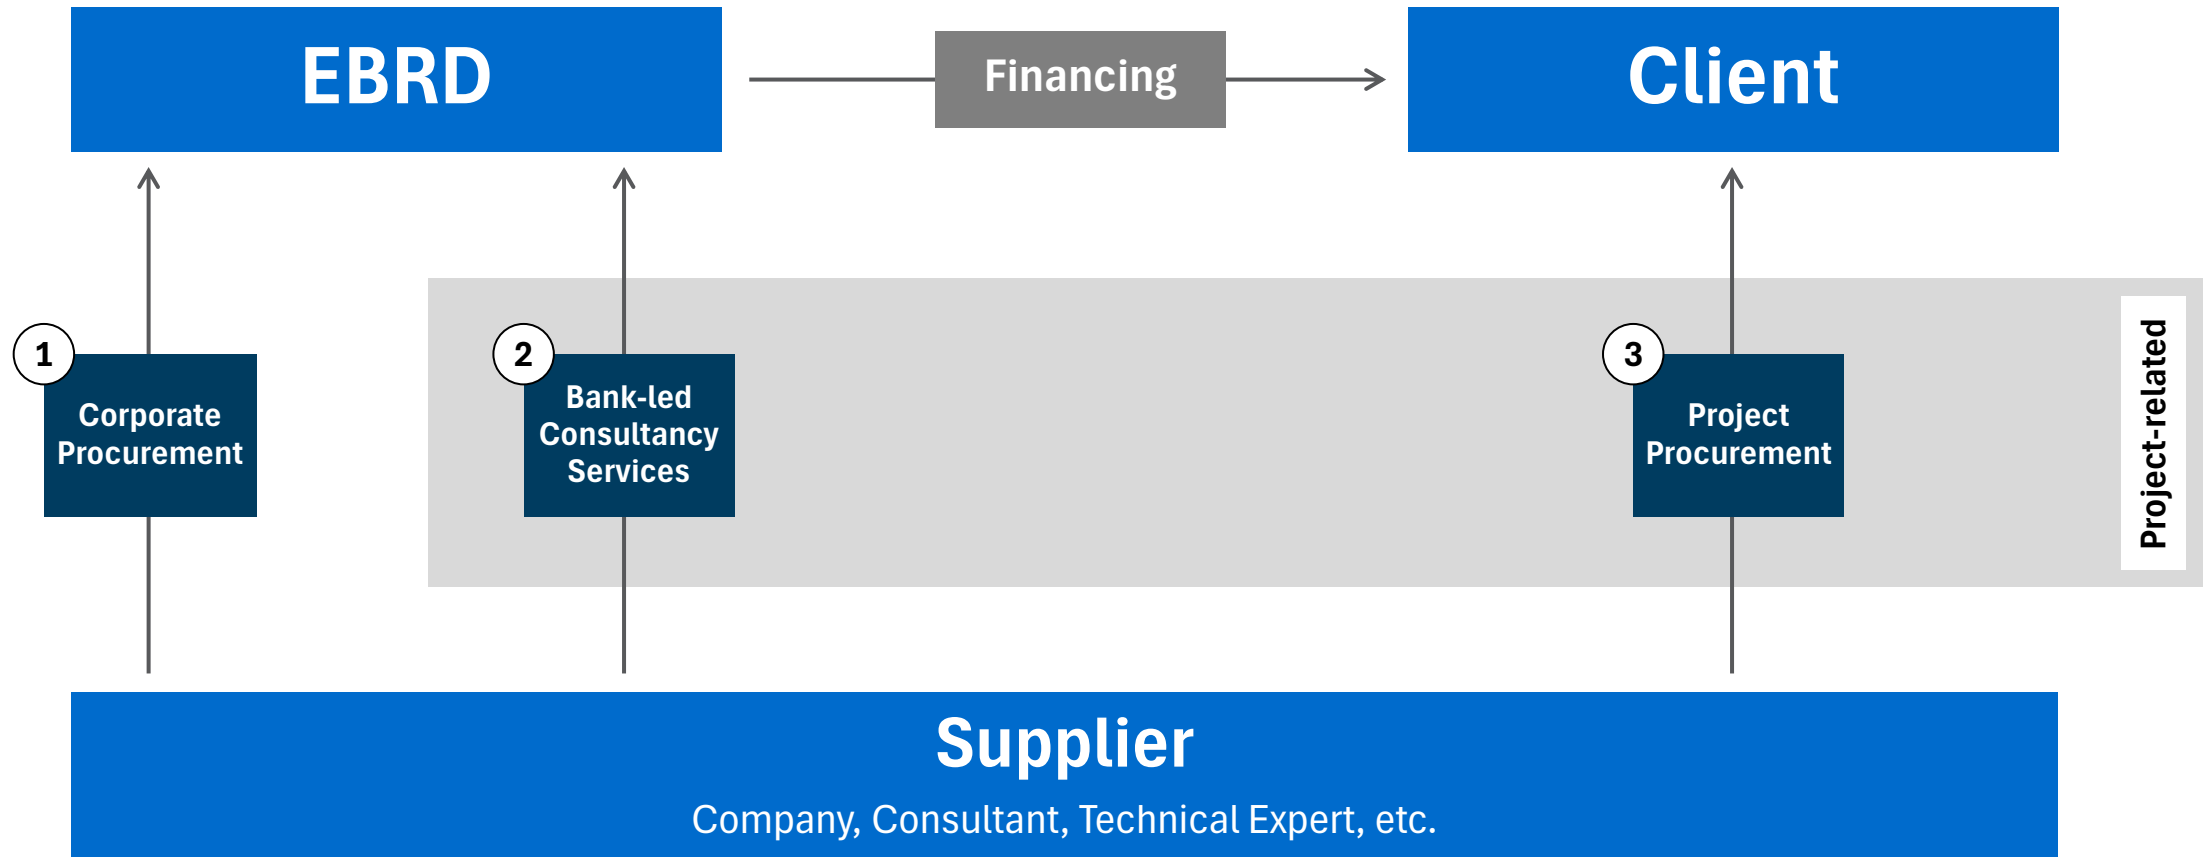 EBRD
Financing
Client
1
Corporate
Procurement
2
Bank-led
Consultancy
Services
3
Project
Procurement
Project-related
Supplier
Company, Consultant, Technical Expert, etc.